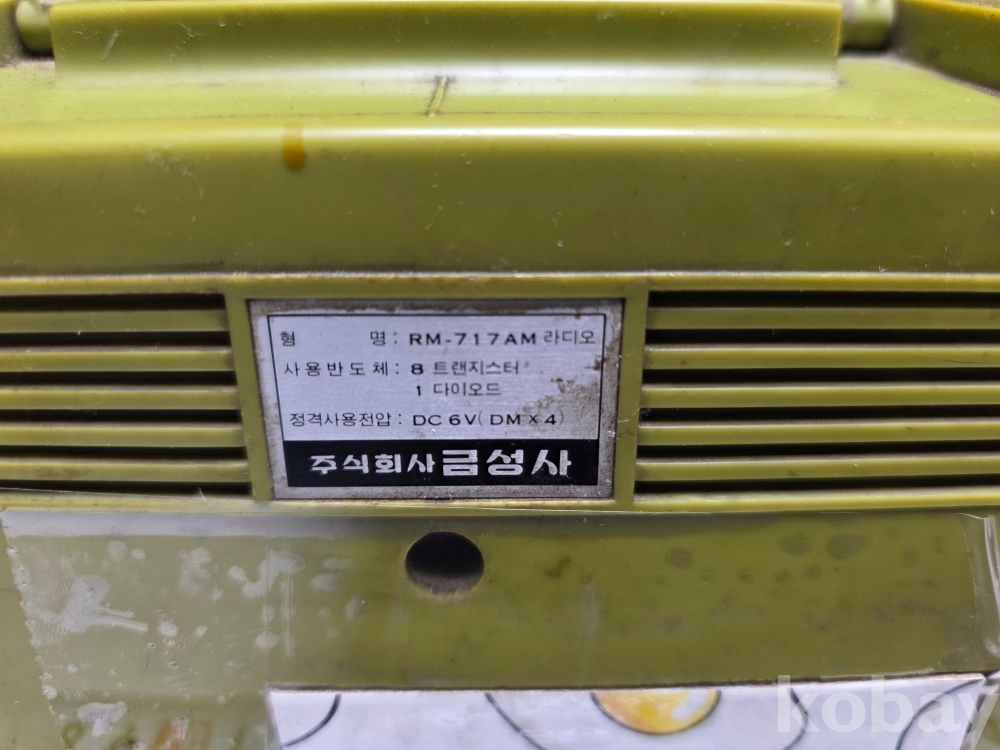 형 명 : RM-717AM 라디오
사용반도체 : 8 트랜지스터
1 다이오드
정격사용전압 : DC 6V( DM × 4)
주식회사 금성사
kobay